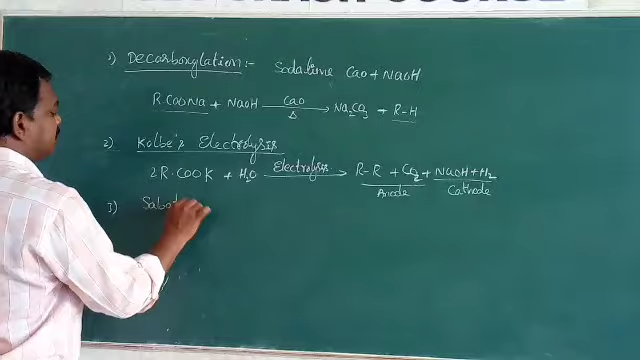 1) Decarboxylation:- Sodalime CaO + NaOH
R.COONa + NaOH CaO Δ → Na2CO3 + R-H
2) Kolbe's Electrolysis
2R.COOK + H2O Electrolysis → R-R + CO2 + NaOH + H2
Anode Cathode
3)